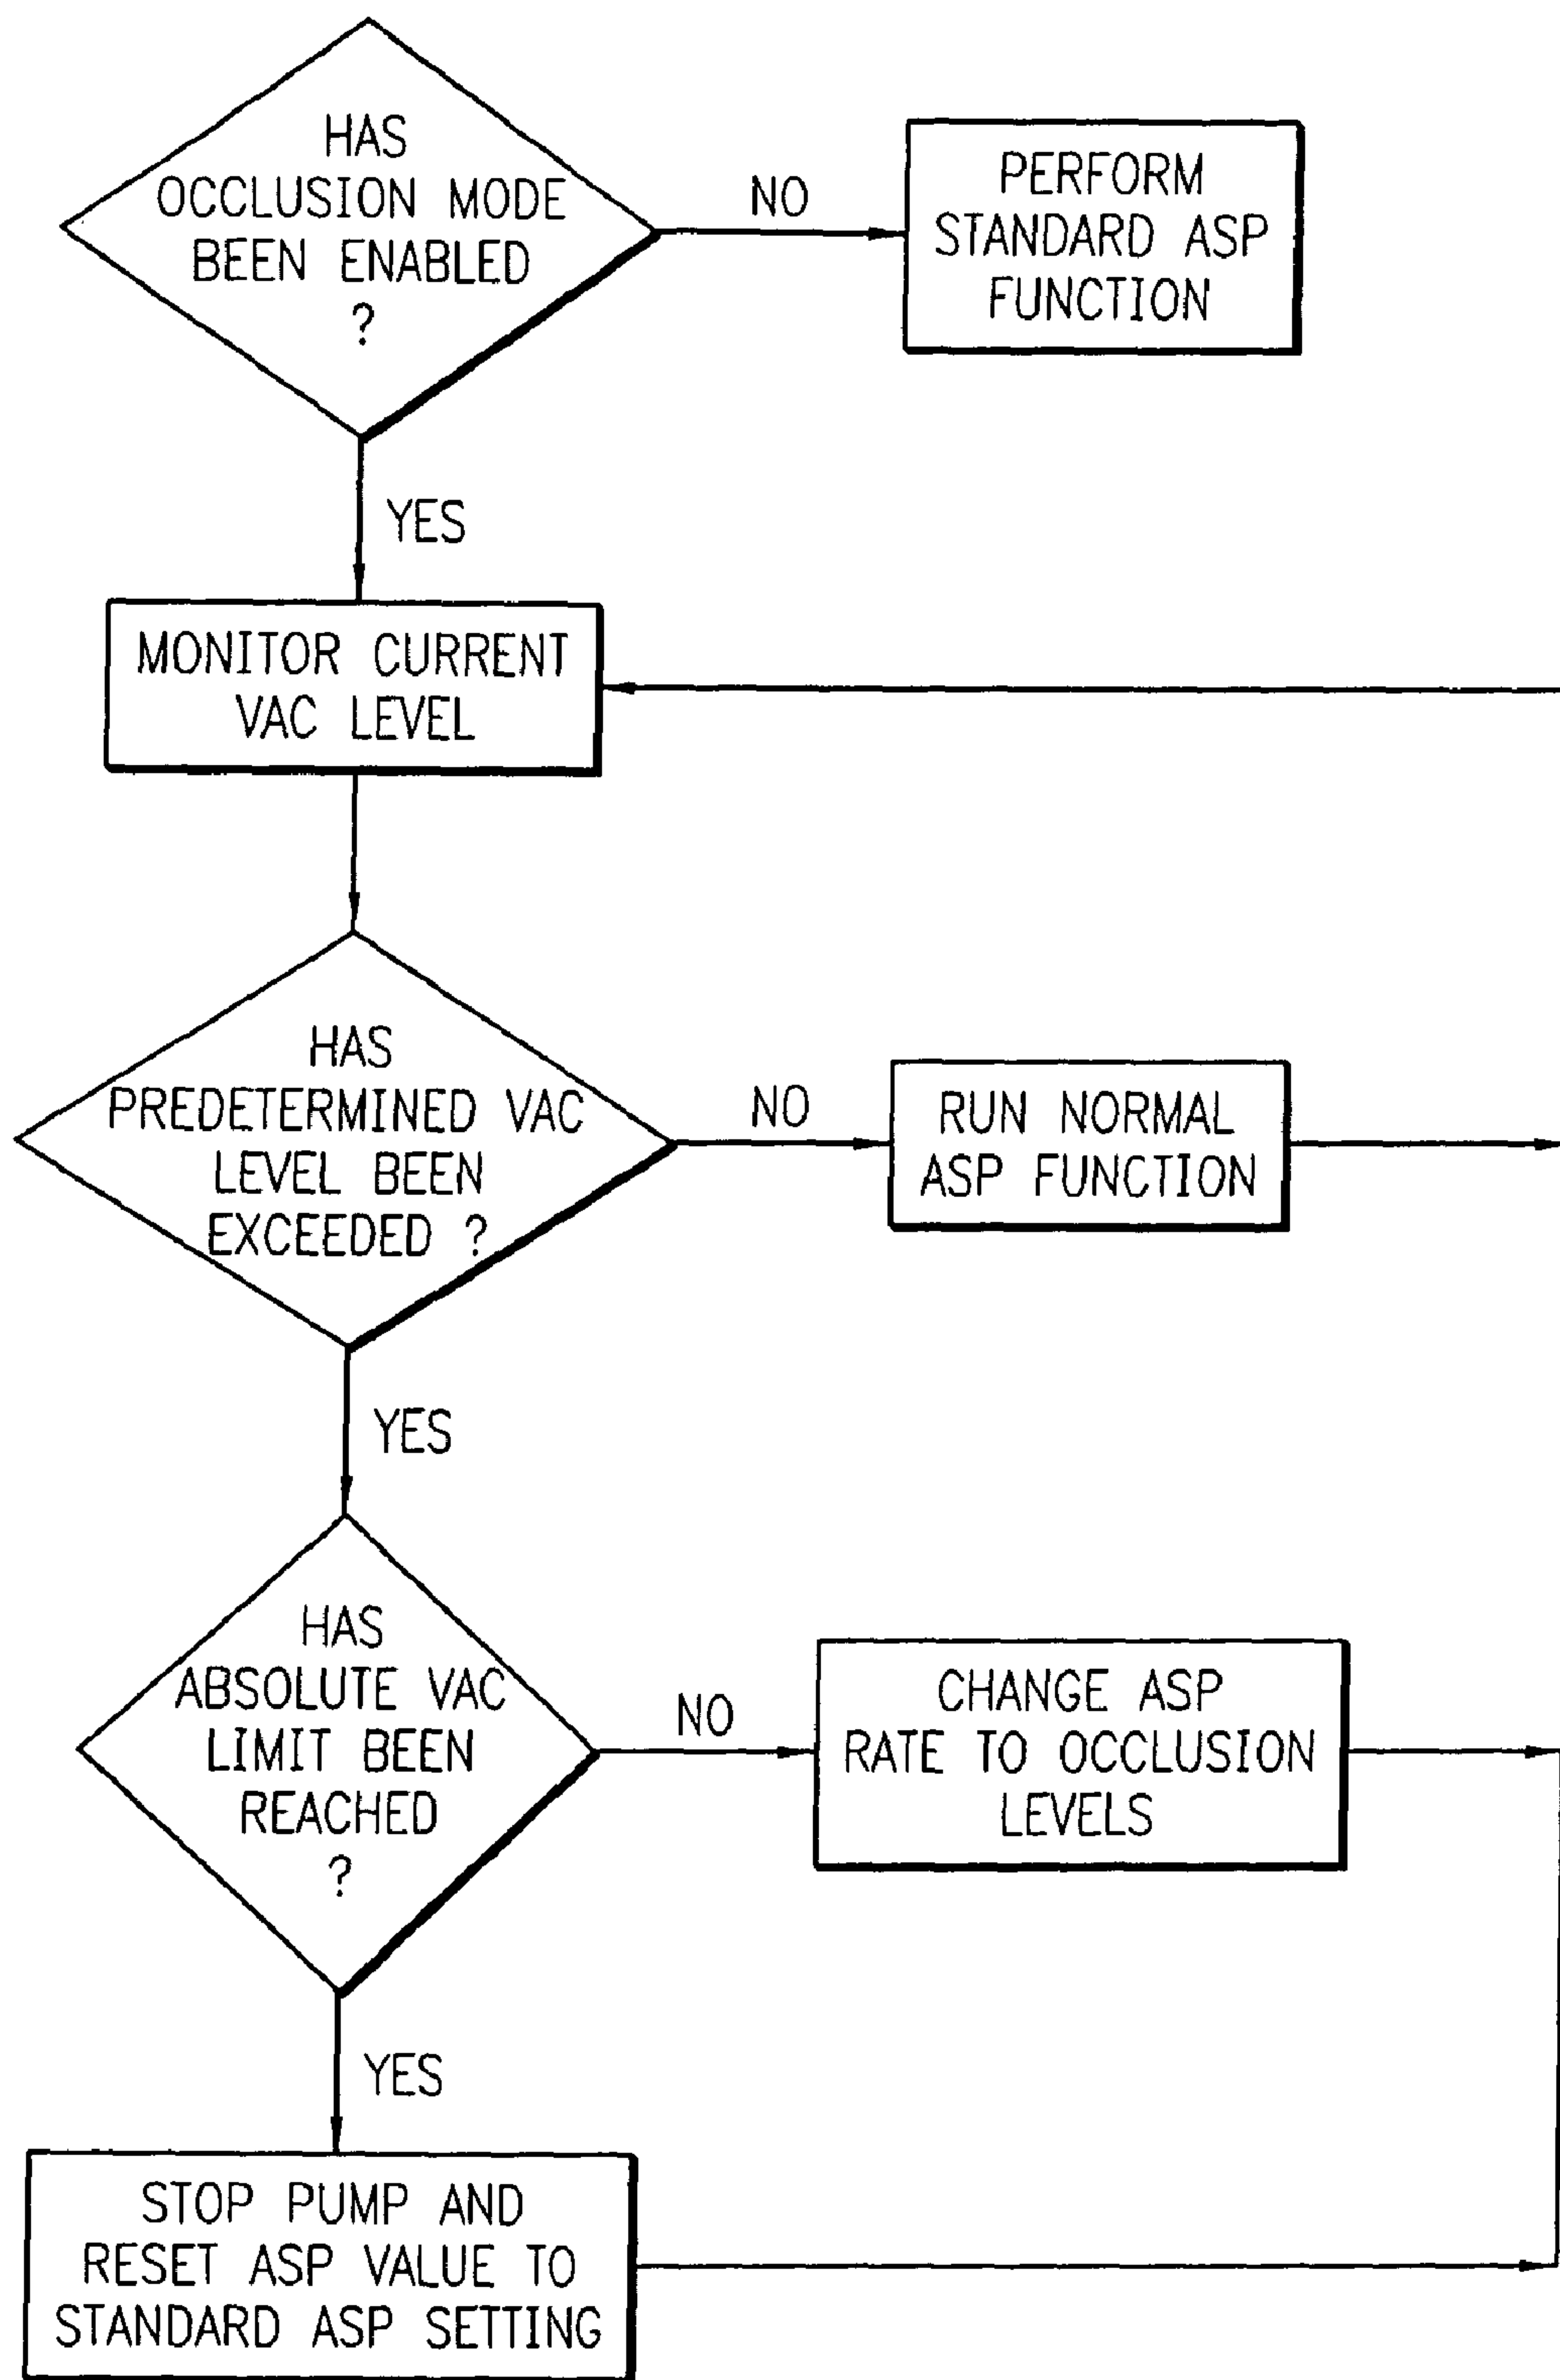 HAS
OCCLUSION MODE
BEEN ENABLED
?
NO
PERFORM
STANDARD ASP
FUNCTION
YES
MONITOR CURRENT
VAC LEVEL
HAS
PREDETERMINED VAC
LEVEL BEEN
EXCEEDED ?
NO
RUN NORMAL
ASP FUNCTION
YES
HAS
ABSOLUTE VAC
LIMIT BEEN
REACHED
?
NO
CHANGE ASP
RATE TO OCCLUSION
LEVELS
YES
STOP PUMP AND
RESET ASP VALUE TO
STANDARD ASP SETTING